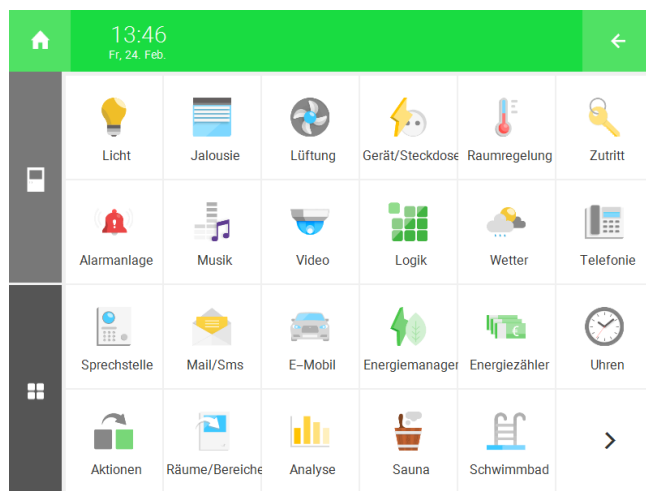 13:46
Fr, 24. Feb.
Licht
Jalousie
Lüftung
Gerät/Steckdose
Raumregelung
Zutritt
Alarmanlage
Musik
Video
Logik
Wetter
Telefonie
Sprechstelle
Mail/Sms
E-Mobil
Energiemanager
Energiezähler
Uhren
Aktionen
Räume/Bereiche
Analyse
Sauna
Schwimmbad